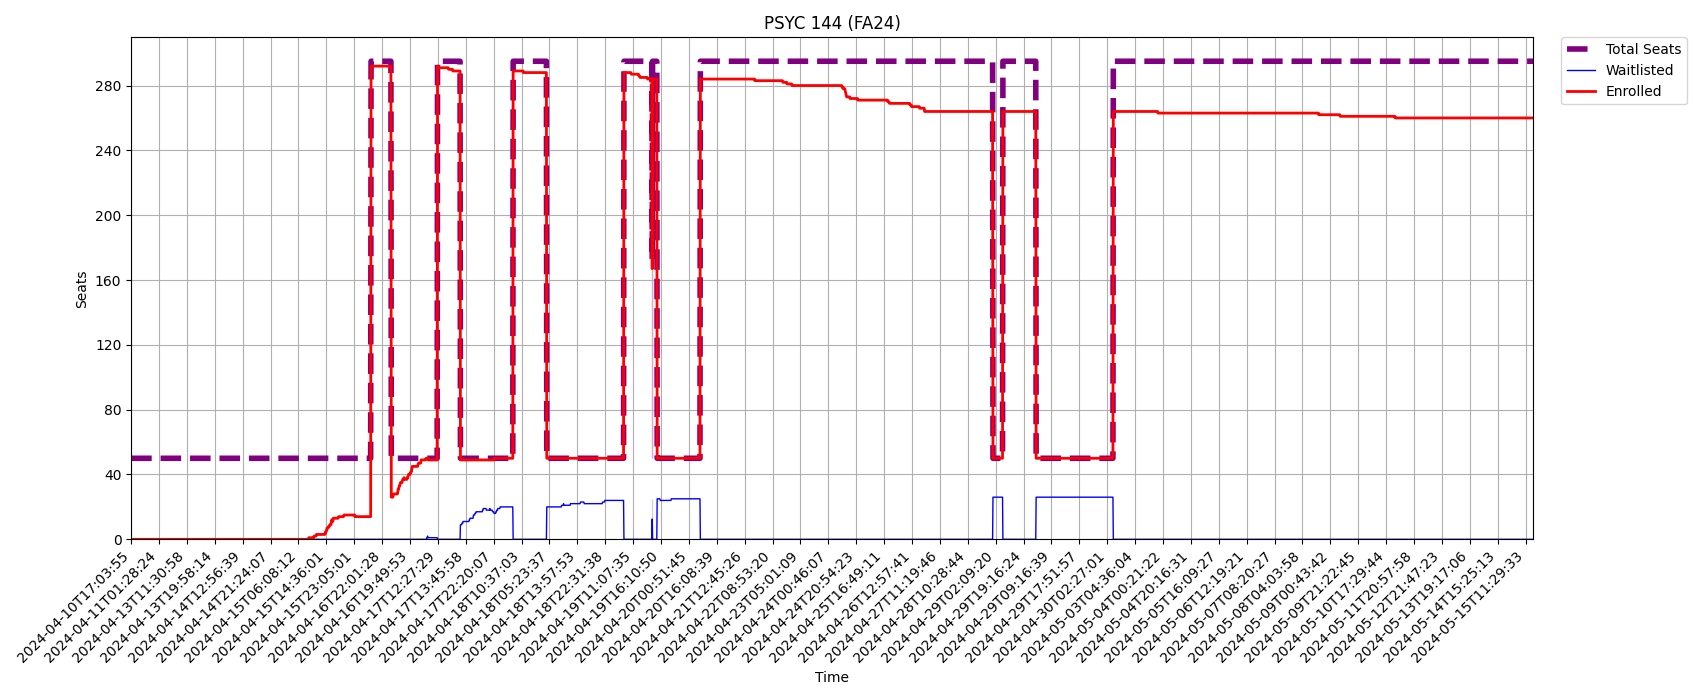 PSYC 144 (FA24)
Total Seats
Waitlisted
Enrolled
280
240
200
160
120
80
40
0
Seats
2024-04-10T17:03:55
2024-04-11T01:28:24
2024-04-13T11:30:58
2024-04-13T19:58:14
2024-04-14T12:56:39
2024-04-14T21:24:07
2024-04-15T06:08:12
2024-04-15T14:36:01
2024-04-15T23:05:01
2024-04-16T22:01:28
2024-04-16T19:49:53
2024-04-17T12:27:29
2024-04-17T13:45:58
2024-04-17T22:20:07
2024-04-18T10:37:03
2024-04-18T05:23:37
2024-04-18T13:57:53
2024-04-18T22:31:38
2024-04-19T11:07:35
2024-04-19T16:10:50
2024-04-20T00:51:45
2024-04-20T16:08:39
2024-04-21T12:45:26
2024-04-22T08:53:20
2024-04-23T05:01:09
2024-04-24T00:46:07
2024-04-24T20:54:23
2024-04-25T16:49:11
2024-04-26T12:57:41
2024-04-27T11:19:46
2024-04-28T10:28:44
2024-04-29T02:09:20
2024-04-29T19:16:24
2024-04-29T09:16:39
2024-04-29T17:51:57
2024-04-30T02:27:01
2024-05-03T04:36:04
2024-05-04T00:21:22
2024-05-04T20:16:31
2024-05-05T16:09:27
2024-05-06T12:19:21
2024-05-07T08:20:27
2024-05-08T04:03:58
2024-05-09T00:43:42
2024-05-09T21:22:45
2024-05-10T17:29:44
2024-05-11T20:57:58
2024-05-12T21:47:23
2024-05-13T19:17:06
2024-05-14T15:25:13
2024-05-15T11:29:33
Time